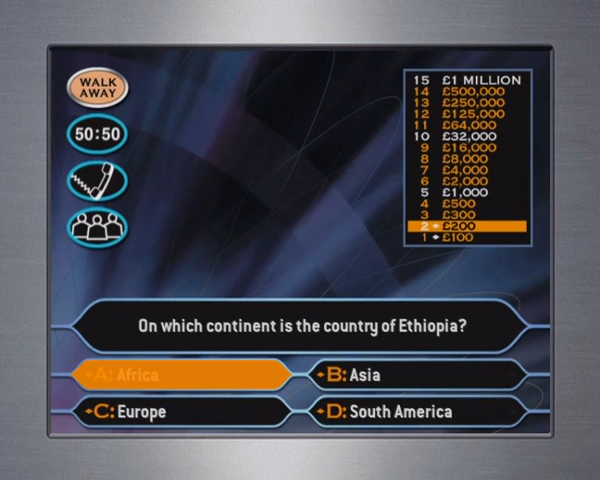 WALK
AWAY
50:50
15 £1 MILLION
14 £500,000
13 £250,000
12 £125,000
11 £64,000
10 £32,000
9 £16,000
8 £8,000
7 £4,000
6 £2,000
5 £1,000
4 £500
3 £300
2 £200
1 £100
On which continent is the country of Ethiopia?
A: Africa
B: Asia
C: Europe
D: South America